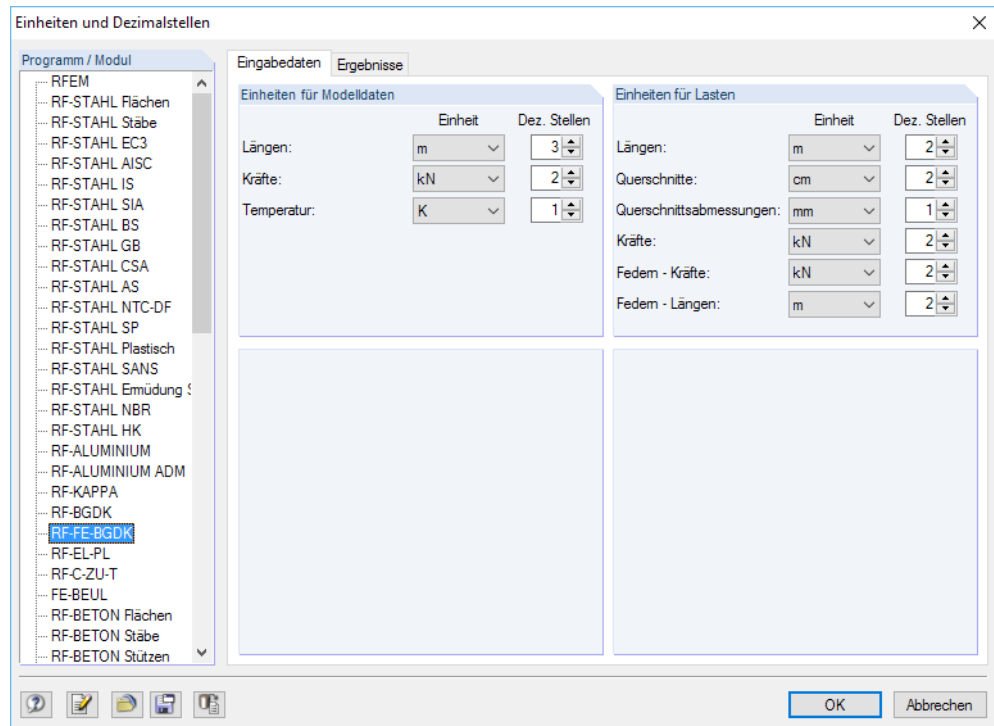 Einheiten und Dezimalstellen
Programm / Modul
RFEM
RF-STAHL Flächen
RF-STAHL Stäbe
RF-STAHL EC3
RF-STAHL AISC
RF-STAHL IS
RF-STAHL SIA
RF-STAHL BS
RF-STAHL GB
RF-STAHL CSA
RF-STAHL AS
RF-STAHL NTC-DF
RF-STAHL SP
RF-STAHL Plastisch
RF-STAHL SANS
RF-STAHL Ermüdung S
RF-STAHL NBR
RF-STAHL HK
RF-ALUMINIUM
RF-ALUMINIUM ADM
RF-KAPPA
RF-BGDK
RF-FE-BGDK
RF-EL-PL
RF-C-ZU-T
FE-BEUL
RF-BETON Flächen
RF-BETON Stäbe
RF-BETON Stützen
Eingabedaten Ergebnisse
Einheiten für Modelldaten
Einheit Dez. Stellen
Längen: m 3
Kräfte: kN 2
Temperatur: K 1
Einheiten für Lasten
Einheit Dez. Stellen
Längen: m 2
Querschnitte: cm 2
Querschnittsabmessungen: mm 1
Kräfte: kN 2
Federn - Kräfte: kN 2
Federn - Längen: m 2
OK Abbrechen